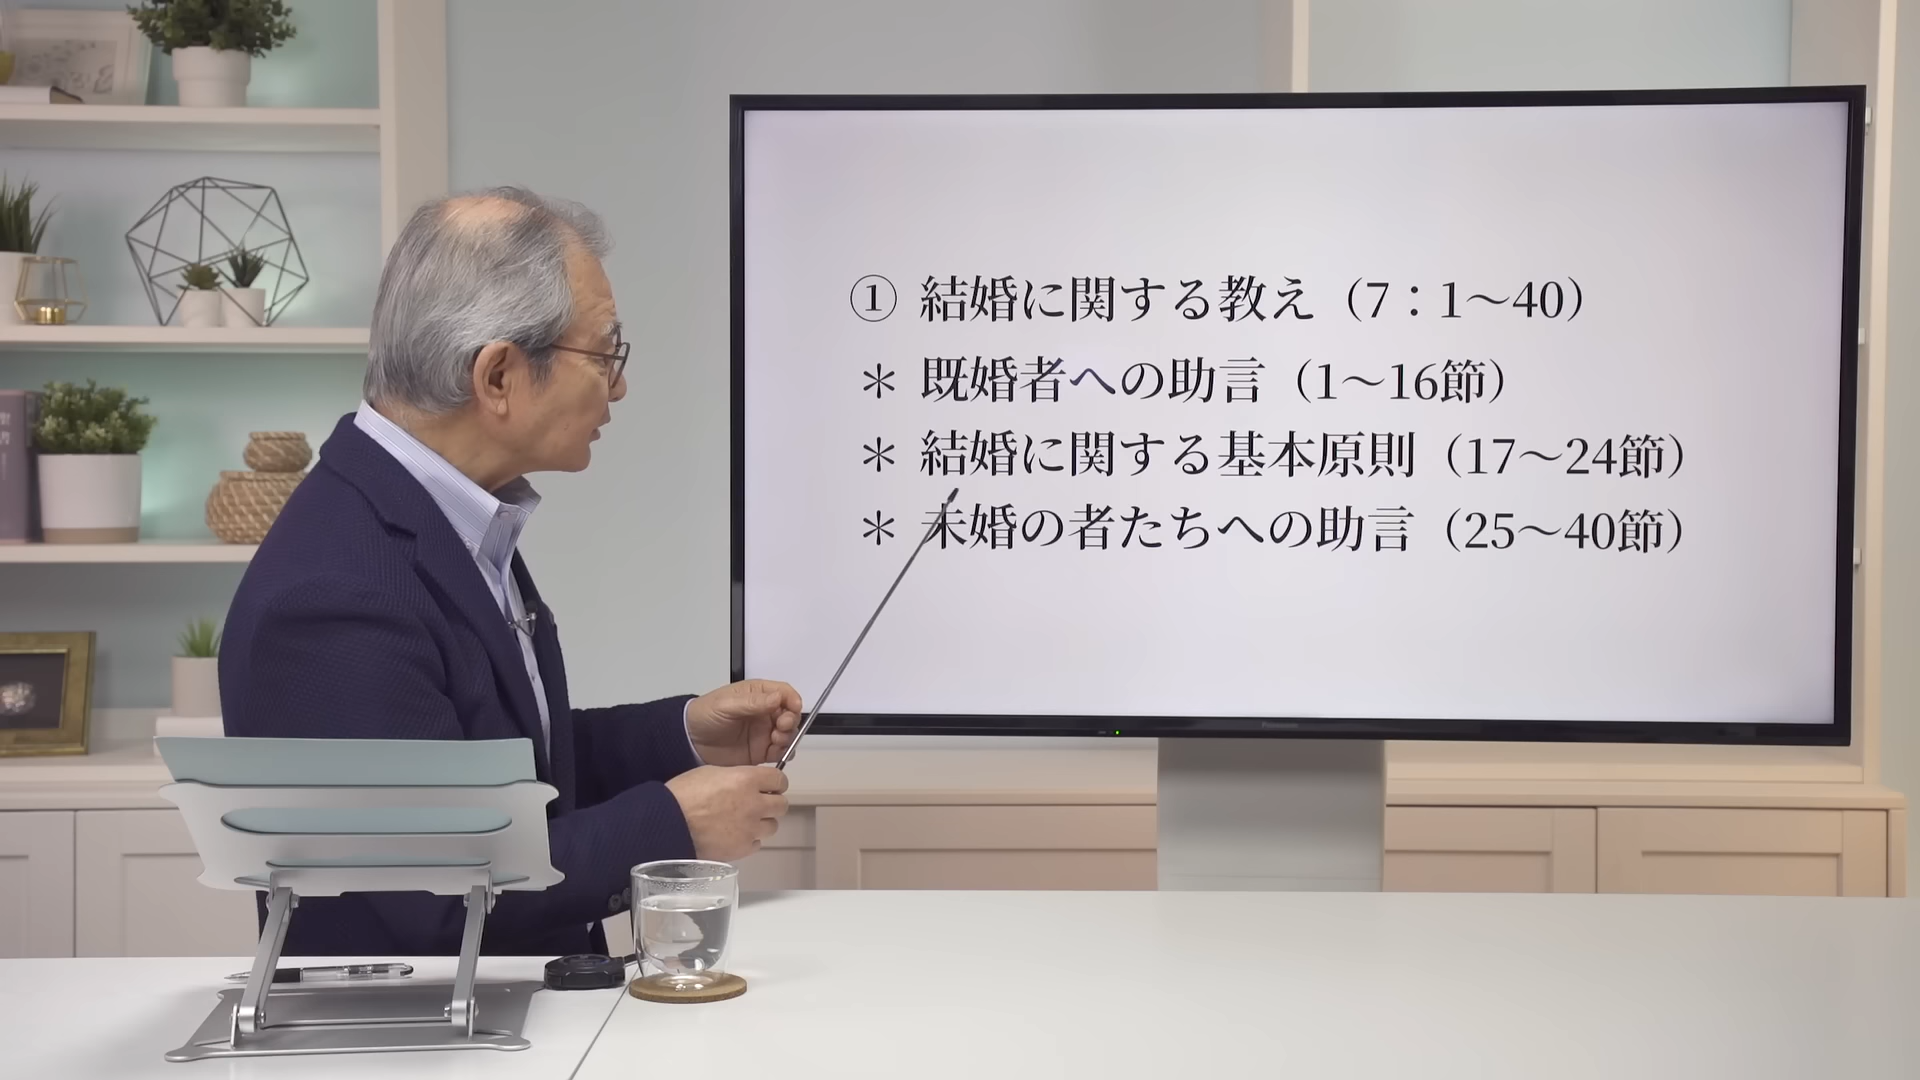 ① 結婚に関する教え（7：1～40）
＊ 既婚者への助言（1～16節）
＊ 結婚に関する基本原則（17～24節）
＊ 未婚の者たちへの助言（25～40節）
Panasonic